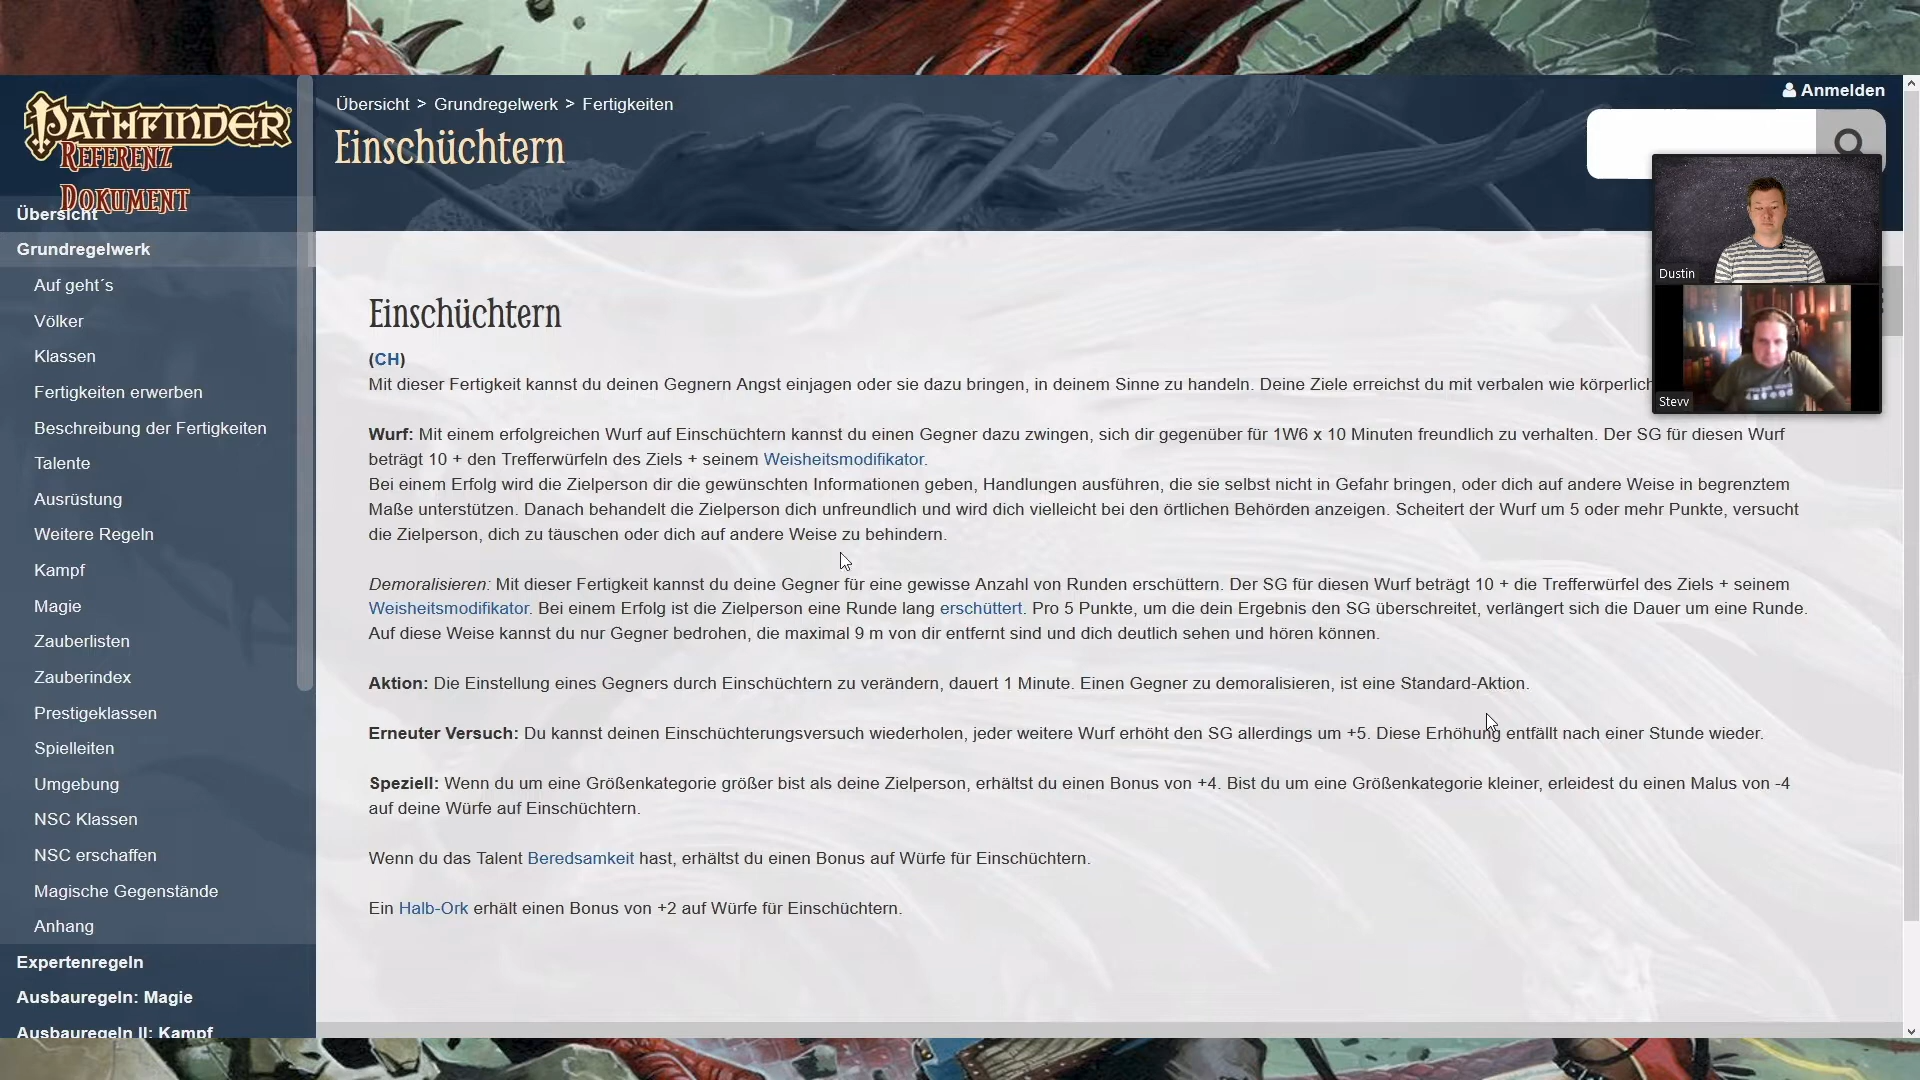 PATHFINDER
REFERENZ
DOKUMENT
Übersicht
Grundregelwerk
Auf geht´s
Völker
Klassen
Fertigkeiten erwerben
Beschreibung der Fertigkeiten
Talente
Ausrüstung
Weitere Regeln
Kampf
Magie
Zauberlisten
Zauberindex
Prestigeklassen
Spielleiten
Umgebung
NSC Klassen
NSC erschaffen
Magische Gegenstände
Anhang
Expertenregeln
Ausbauregeln: Magie
Ausbauregeln II: Kampf
Übersicht > Grundregelwerk > Fertigkeiten
Einschüchtern
Anmelden
Dustin
Stevv
Einschüchtern
(CH)
Mit dieser Fertigkeit kannst du deinen Gegnern Angst einjagen oder sie dazu bringen, in deinem Sinne zu handeln. Deine Ziele erreichst du mit verbalen wie körperlich
Wurf: Mit einem erfolgreichen Wurf auf Einschüchtern kannst du einen Gegner dazu zwingen, sich dir gegenüber für 1W6 x 10 Minuten freundlich zu verhalten. Der SG für diesen Wurf
beträgt 10 + den Trefferwürfeln des Ziels + seinem Weisheitsmodifikator.
Bei einem Erfolg wird die Zielperson dir die gewünschten Informationen geben, Handlungen ausführen, die sie selbst nicht in Gefahr bringen, oder dich auf andere Weise in begrenztem
Maße unterstützen. Danach behandelt die Zielperson dich unfreundlich und wird dich vielleicht bei den örtlichen Behörden anzeigen. Scheitert der Wurf um 5 oder mehr Punkte, versucht
die Zielperson, dich zu täuschen oder dich auf andere Weise zu behindern.
Demoralisieren: Mit dieser Fertigkeit kannst du deine Gegner für eine gewisse Anzahl von Runden erschüttern. Der SG für diesen Wurf beträgt 10 + die Trefferwürfel des Ziels + seinem
Weisheitsmodifikator. Bei einem Erfolg ist die Zielperson eine Runde lang erschüttert. Pro 5 Punkte, um die dein Ergebnis den SG überschreitet, verlängert sich die Dauer um eine Runde.
Auf diese Weise kannst du nur Gegner bedrohen, die maximal 9 m von dir entfernt sind und dich deutlich sehen und hören können.
Aktion: Die Einstellung eines Gegners durch Einschüchtern zu verändern, dauert 1 Minute. Einen Gegner zu demoralisieren, ist eine Standard-Aktion.
Erneuter Versuch: Du kannst deinen Einschüchterungsversuch wiederholen, jeder weitere Wurf erhöht den SG allerdings um +5. Diese Erhöhung entfällt nach einer Stunde wieder.
Speziell: Wenn du um eine Größenkategorie größer bist als deine Zielperson, erhältst du einen Bonus von +4. Bist du um eine Größenkategorie kleiner, erleidest du einen Malus von -4
auf deine Würfe auf Einschüchtern.
Wenn du das Talent Beredsamkeit hast, erhältst du einen Bonus auf Würfe für Einschüchtern.
Ein Halb-Ork erhält einen Bonus von +2 auf Würfe für Einschüchtern.